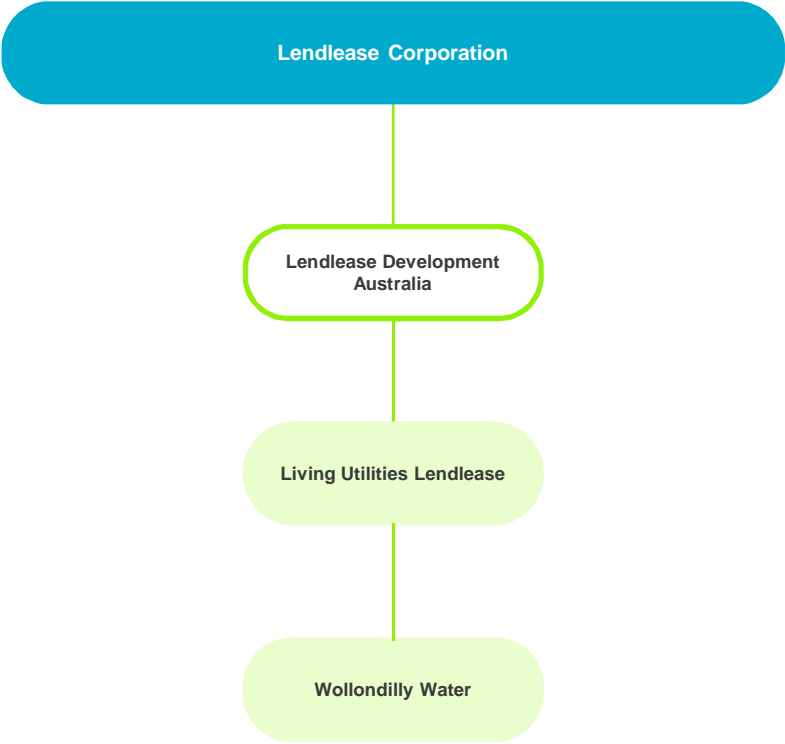 Lendlease Corporation
Lendlease Development
Australia
Living Utilities Lendlease
Wollondilly Water